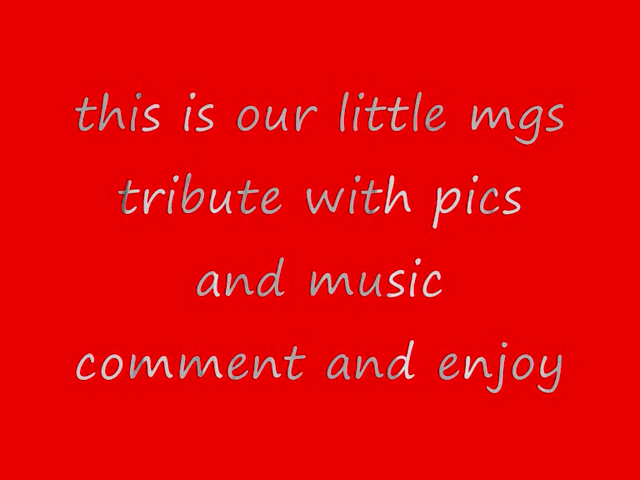 this is our little mgs
tribute with pics
and music
comment and enjoy